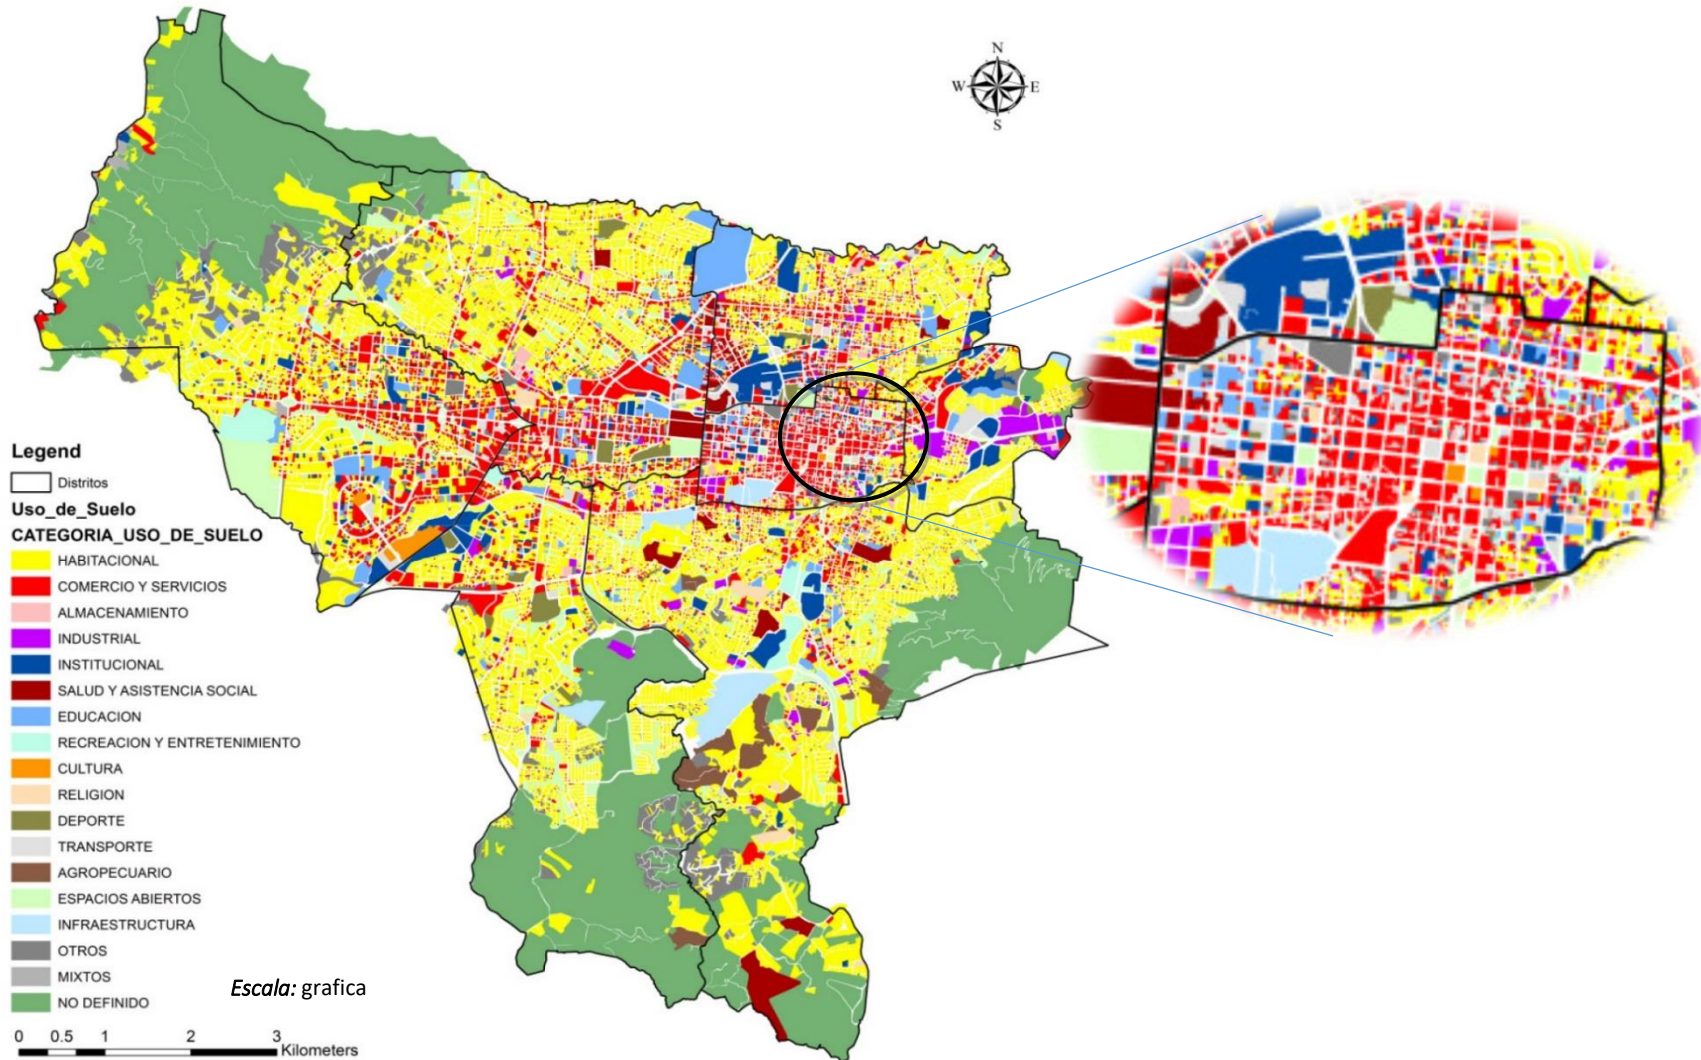 N
W E
S
Legend
Distritos
Uso_de_Suelo
CATEGORIA_USO_DE_SUELO
HABITACIONAL
COMERCIO Y SERVICIOS
ALMACENAMIENTO
INDUSTRIAL
INSTITUCIONAL
SALUD Y ASISTENCIA SOCIAL
EDUCACION
RECREACION Y ENTRETENIMIENTO
CULTURA
RELIGION
DEPORTE
TRANSPORTE
AGROPECUARIO
ESPACIOS ABIERTOS
INFRAESTRUCTURA
OTROS
MIXTOS
NO DEFINIDO
Escala: grafica
0 0.5 1 2 3
Kilometers